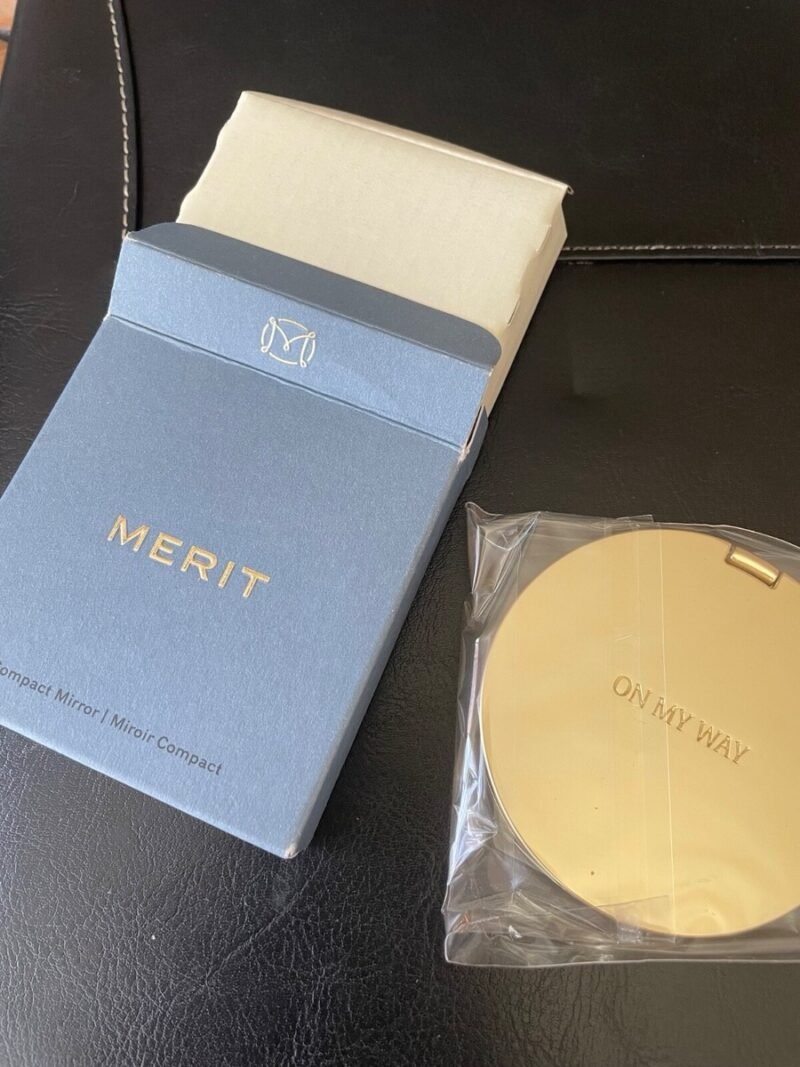 M
MERIT
Compact Mirror | Miroir Compact
ON MY WAY